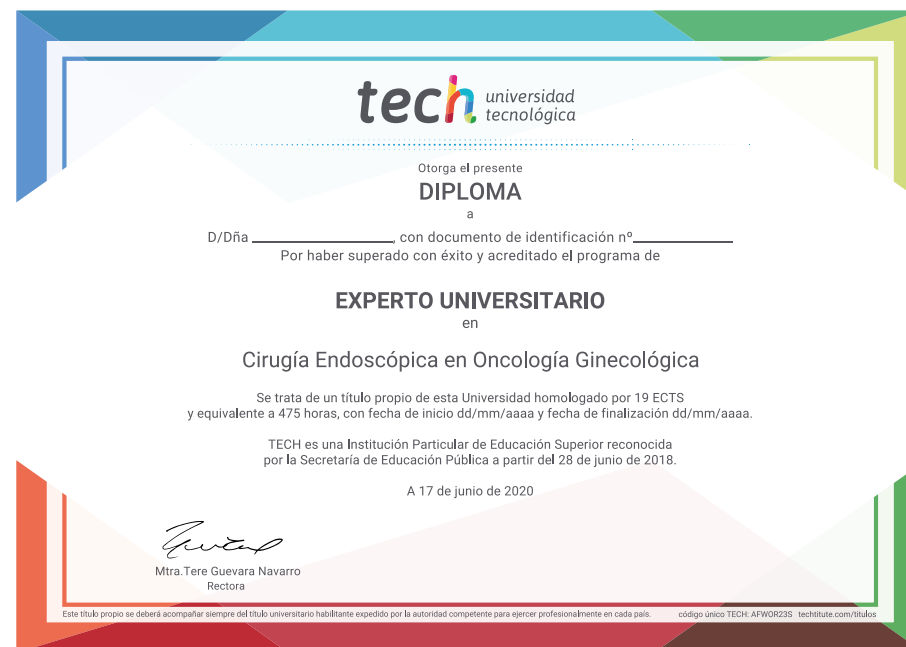 tech universidad
tecnológica
Otorga el presente
DIPLOMA
a
D/Dña ____________, con documento de identificación nº____________
Por haber superado con éxito y acreditado el programa de
EXPERTO UNIVERSITARIO
en
Cirugía Endoscópica en Oncología Ginecológica
Se trata de un título propio de esta Universidad homologado por 19 ECTS
y equivalente a 475 horas, con fecha de inicio dd/mm/aaaa y fecha de finalización dd/mm/aaaa.
TECH es una Institución Particular de Educación Superior reconocida
por la Secretaría de Educación Pública a partir del 28 de junio de 2018.
A 17 de junio de 2020
Mtra.Tere Guevara Navarro
Rectora
Este título propio se deberá acompañar siempre del título universitario habilitante expedido por la autoridad competente para ejercer profesionalmente en cada país. código único TECH: AFWOR23S techtitute.com/titulos